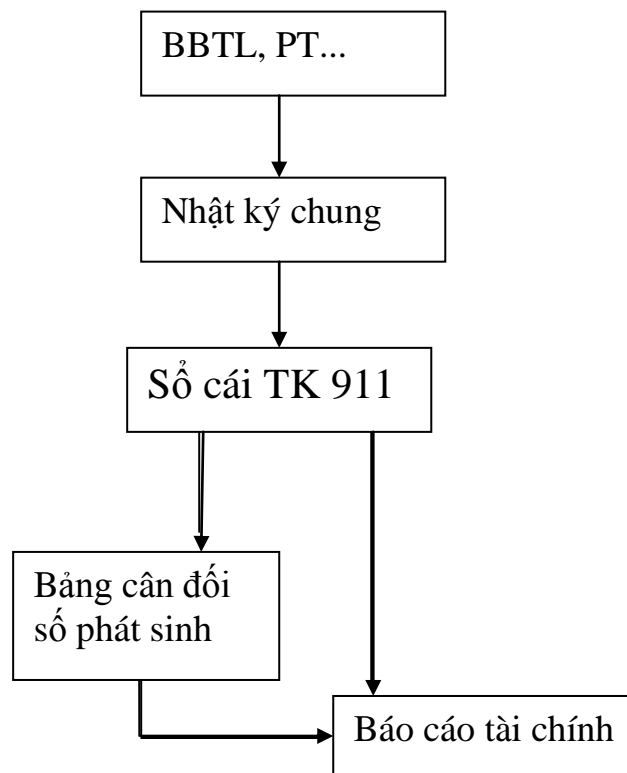 BBTL, PT...
Nhật ký chung
Sổ cái TK 911
Bảng cân đối
số phát sinh
Báo cáo tài chính